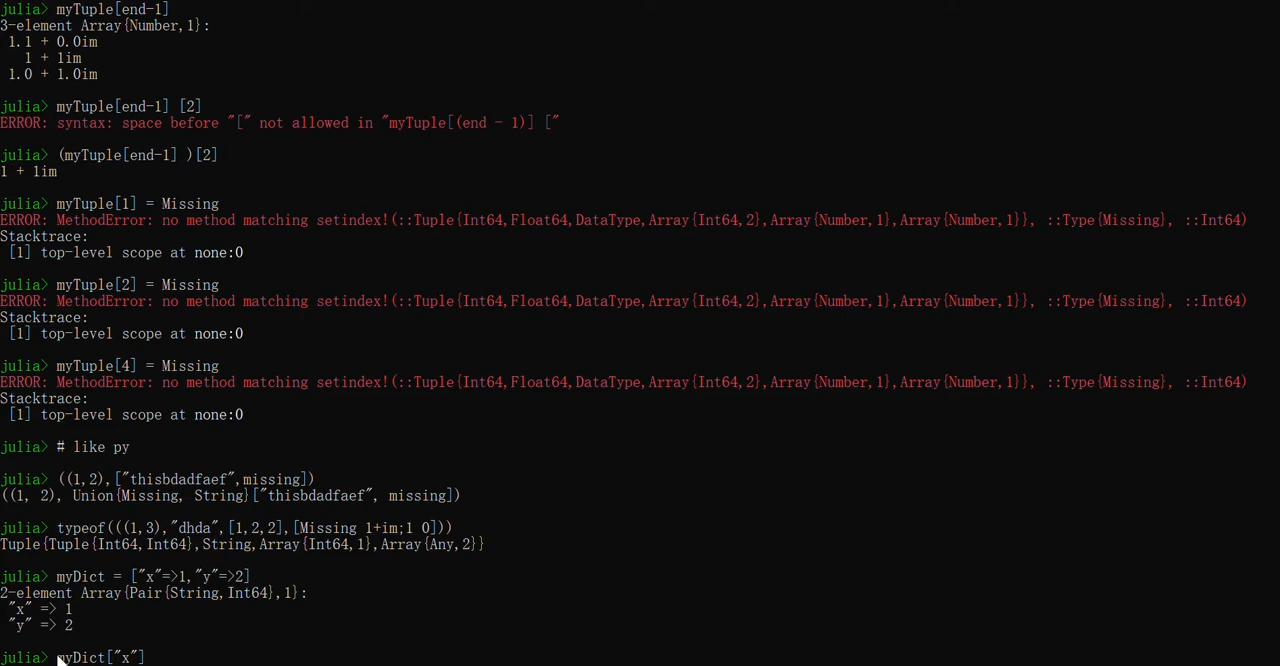 julia> myTuple[end-1]
3-element Array{Number,1}:
 1.1 + 0.0im
   1 + 1im
 1.0 + 1.0im
julia> myTuple[end-1] [2]
ERROR: syntax: space before "[" not allowed in "myTuple[(end - 1)] ["
julia> (myTuple[end-1] )[2]
1 + 1im
julia> myTuple[1] = Missing
ERROR: MethodError: no method matching setindex!(::Tuple{Int64,Float64,DataType,Array{Int64,2},Array{Number,1},Array{Number,1}}, ::Type{Missing}, ::Int64)
Stacktrace:
 [1] top-level scope at none:0
julia> myTuple[2] = Missing
ERROR: MethodError: no method matching setindex!(::Tuple{Int64,Float64,DataType,Array{Int64,2},Array{Number,1},Array{Number,1}}, ::Type{Missing}, ::Int64)
Stacktrace:
 [1] top-level scope at none:0
julia> myTuple[4] = Missing
ERROR: MethodError: no method matching setindex!(::Tuple{Int64,Float64,DataType,Array{Int64,2},Array{Number,1},Array{Number,1}}, ::Type{Missing}, ::Int64)
Stacktrace:
 [1] top-level scope at none:0
julia> # like py
julia> ((1,2),["thisbdadfaef",missing])
((1, 2), Union{Missing, String}["thisbdadfaef", missing])
julia> typeof(((1,3),"dhda",[1,2,2],[Missing 1+im;1 0]))
Tuple{Tuple{Int64,Int64},String,Array{Int64,1},Array{Any,2}}
julia> myDict = ["x"=>1,"y"=>2]
2-element Array{Pair{String,Int64},1}:
 "x" => 1
 "y" => 2
julia> myDict["x"]